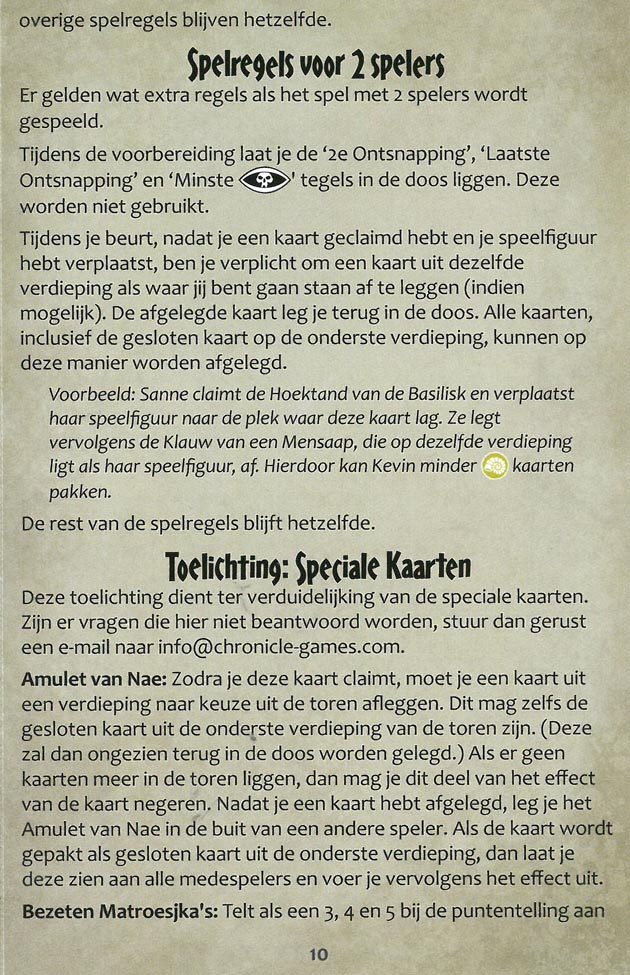 overige spelregels blijven hetzelfde.
Spelregels voor 2 spelers
Er gelden wat extra regels als het spel met 2 spelers wordt
gespeeld.
Tijdens de voorbereiding laat je de ‘2e Ontsnapping’, ‘Laatste
Ontsnapping’ en ‘Minste ' tegels in de doos liggen. Deze
worden niet gebruikt.
Tijdens je beurt, nadat je een kaart geclaimd hebt en je speelfiguur
hebt verplaatst, ben je verplicht om een kaart uit dezelfde
verdieping als waar jij bent gaan staan af te leggen (indien
mogelijk). De afgelegde kaart leg je terug in de doos. Alle kaarten,
inclusief de gesloten kaart op de onderste verdieping, kunnen op
deze manier worden afgelegd.
Voorbeeld: Sanne claimt de Hoektand van de Basilisk en verplaatst
haar speelfiguur naar de plek waar deze kaart lag. Ze legt
vervolgens de Klauw van een Mensaap, die op dezelfde verdieping
ligt als haar speelfiguur, af. Hierdoor kan Kevin minder kaarten
pakken.
De rest van de spelregels blijft hetzelfde.
Toelichting: Speciale Kaarten
Deze toelichting dient ter verduidelijking van de speciale kaarten.
Zijn er vragen die hier niet beantwoord worden, stuur dan gerust
een e-mail naar info@chronicle-games.com.
Amulet van Nae: Zodra je deze kaart claimt, moet je een kaart uit
een verdieping naar keuze uit de toren afleggen. Dit mag zelfs de
gesloten kaart uit de onderste verdieping van de toren zijn. (Deze
zal dan ongezien terug in de doos worden gelegd.) Als er geen
kaarten meer in de toren liggen, dan mag je dit deel van het effect
van de kaart negeren. Nadat je een kaart hebt afgelegd, leg je het
Amulet van Nae in de buit van een andere speler. Als de kaart wordt
gepakt als gesloten kaart uit de onderste verdieping, dan laat je
deze zien aan alle medespelers en voer je vervolgens het effect uit.
Bezeten Matroesjka's: Telt als een 3, 4 en 5 bij de puntentelling aan
10